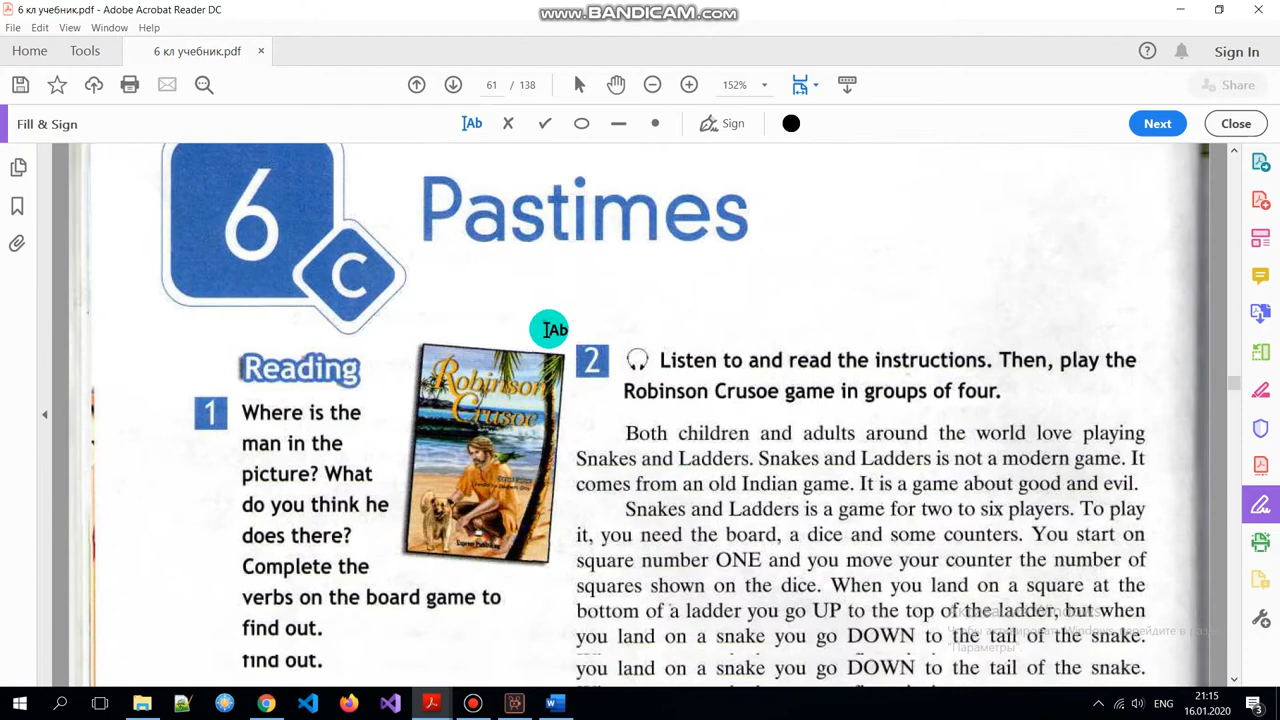 6 кл учебник.pdf - Adobe Acrobat Reader DC
WWW.BANDICAM.COM
File Edit View Window Help
Home Tools 6 кл учебник.pdf × Sign In
61 / 138 152% Share
Fill & Sign Ab Sign Next Close
6 Pastimes
C
Ab
Reading
Robinson
Crusoe
1 Where is the
man in the
picture? What
do you think he
does there?
Complete the
verbs on the board game to
find out.
find out.
2 Listen to and read the instructions. Then, play the
Robinson Crusoe game in groups of four.
Both children and adults around the world love playing
Snakes and Ladders. Snakes and Ladders is not a modern game. It
comes from an old Indian game. It is a game about good and evil.
Snakes and Ladders is a game for two to six players. To play
it, you need the board, a dice and some counters. You start on
square number ONE and you move your counter the number of
squares shown on the dice. When you land on a square at the
bottom of a ladder you go UP to the top of the ladder, but when
you land on a snake you go DOWN to the tail of the snake.
you land on a snake you go DOWN to the tail of the snake.
Чтобы активировать Windows, перейдите в раздел
"Параметры".
ENG
21:15
16.01.2020
3